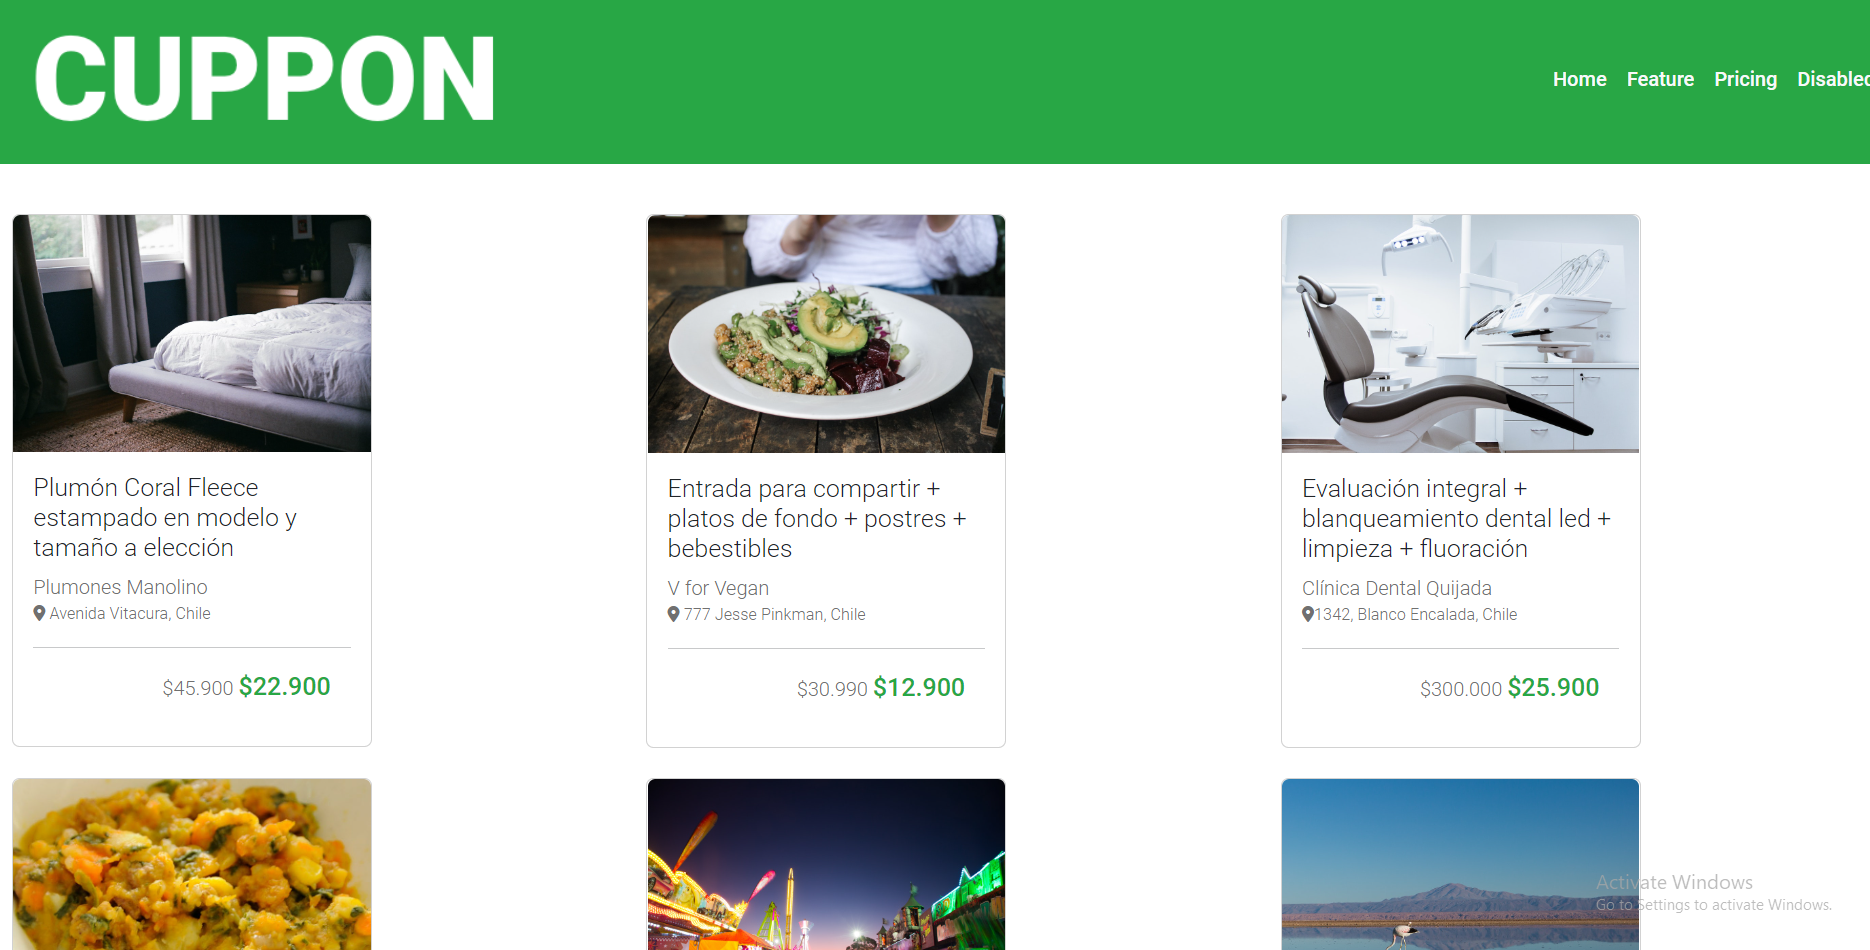 CUPPON
Home Feature Pricing Disabled
Plumón Coral Fleece
estampado en modelo y
tamaño a elección
Plumones Manolino
Avenida Vitacura, Chile
$45.900 $22.900
Entrada para compartir +
platos de fondo + postres +
bebestibles
V for Vegan
777 Jesse Pinkman, Chile
$30.990 $12.900
Evaluación integral +
blanqueamiento dental led +
limpieza + fluoración
Clínica Dental Quijada
1342, Blanco Encalada, Chile
$300.000 $25.900
Activate Windows
Go to Settings to activate Windows.